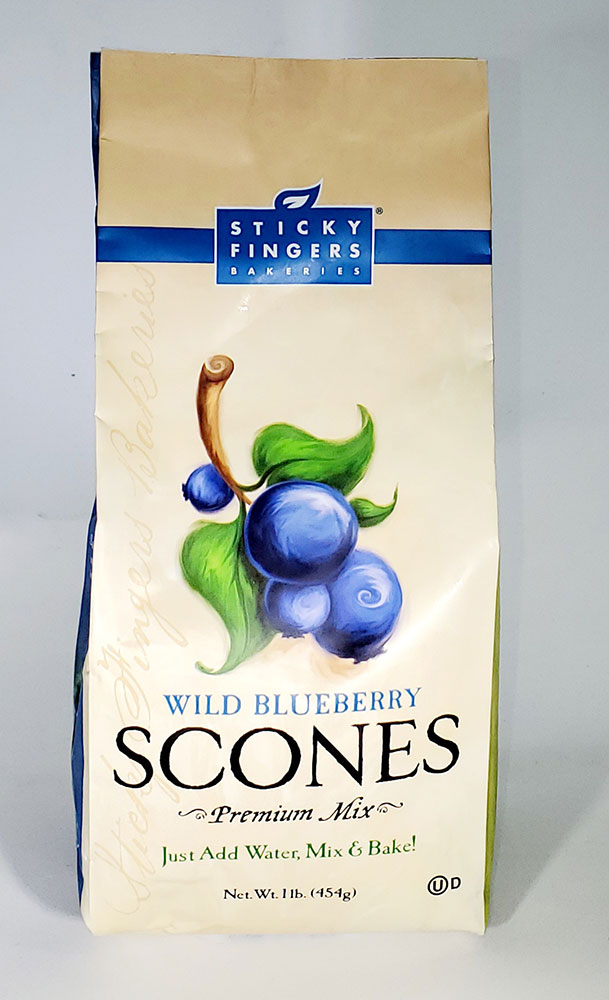 STICKY
FINGERS
BAKERIES
®
Sticky Fingers Bakeries
WILD BLUEBERRY
SCONES
Premium Mix
Just Add Water, Mix & Bake!
Net. Wt. 1 lb. (454g)
U D